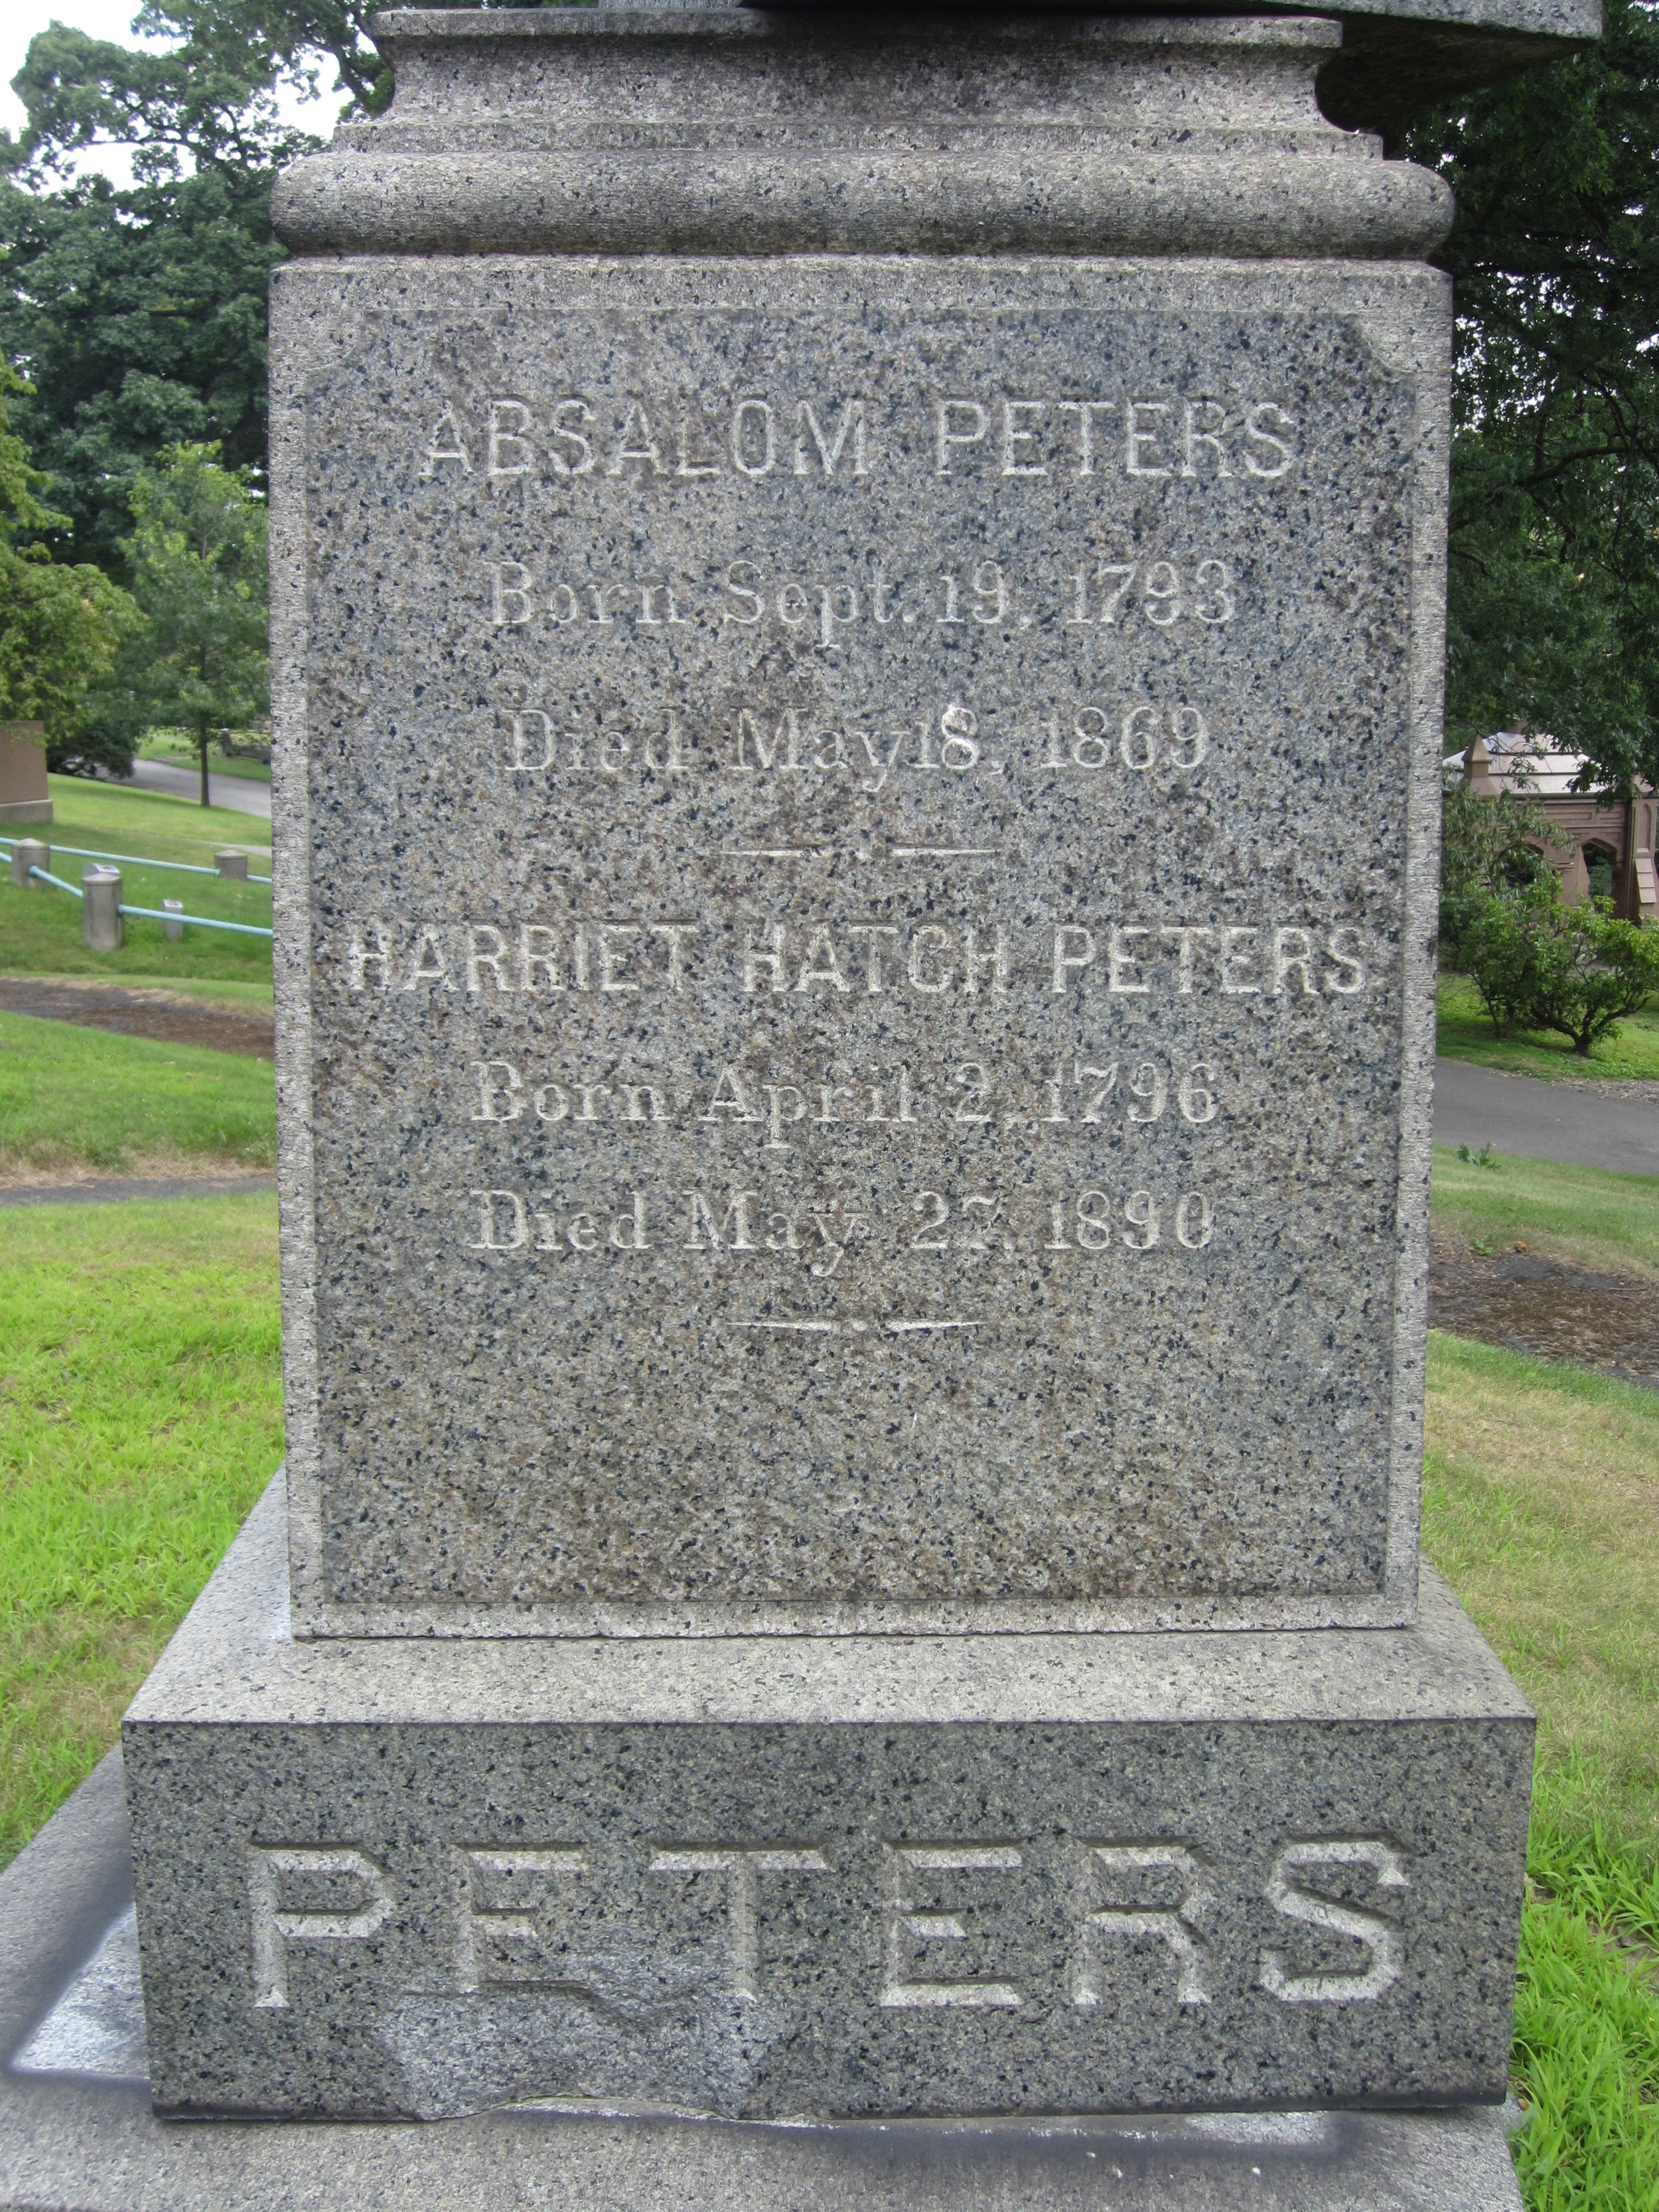 ABSALOM PETERS
Born Sept. 19, 1793
Died May 18, 1869
HARRIET HATCH PETERS
Born April 2, 1796
Died May 27, 1890
PETERS